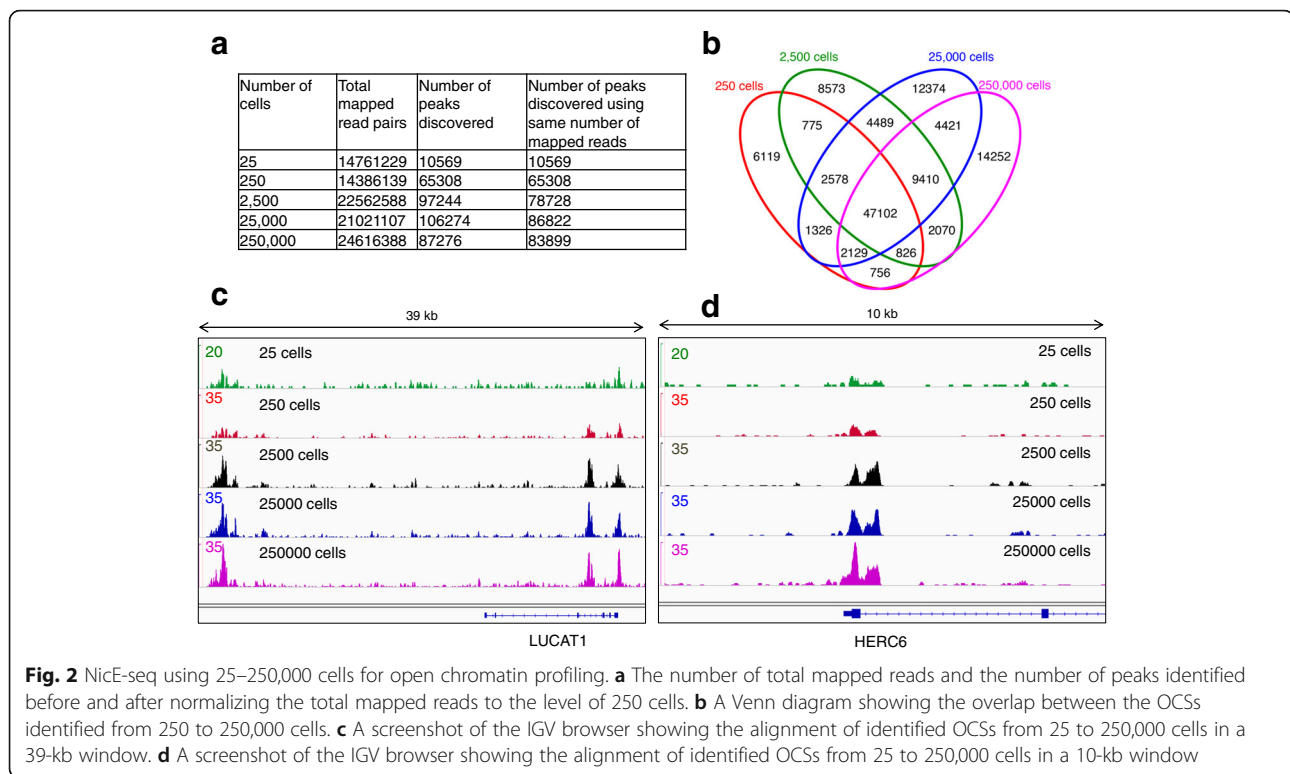 a
Number of cells
Total mapped read pairs
Number of peaks discovered
Number of peaks discovered using same number of mapped reads
25 14761229 10569 10569
250 14386139 65308 65308
2,500 22562588 97244 78728
25,000 21021107 106274 86822
250,000 24616388 87276 83899
b
2,500 cells 25,000 cells
250 cells 250,000 cells
8573 12374
775 4489 4421
6119 14252
2578 9410
47102
1326 2070
2129 826
756
c
39 kb
20 25 cells
35 250 cells
35 2500 cells
35 25000 cells
35 250000 cells
LUCAT1
d
10 kb
20 25 cells
35 250 cells
35 2500 cells
35 25000 cells
35 250000 cells
HERC6
Fig. 2 NicE-seq using 25–250,000 cells for open chromatin profiling. a The number of total mapped reads and the number of peaks identified
before and after normalizing the total mapped reads to the level of 250 cells. b A Venn diagram showing the overlap between the OCSs
identified from 250 to 250,000 cells. c A screenshot of the IGV browser showing the alignment of identified OCSs from 25 to 250,000 cells in a
39-kb window. d A screenshot of the IGV browser showing the alignment of identified OCSs from 25 to 250,000 cells in a 10-kb window